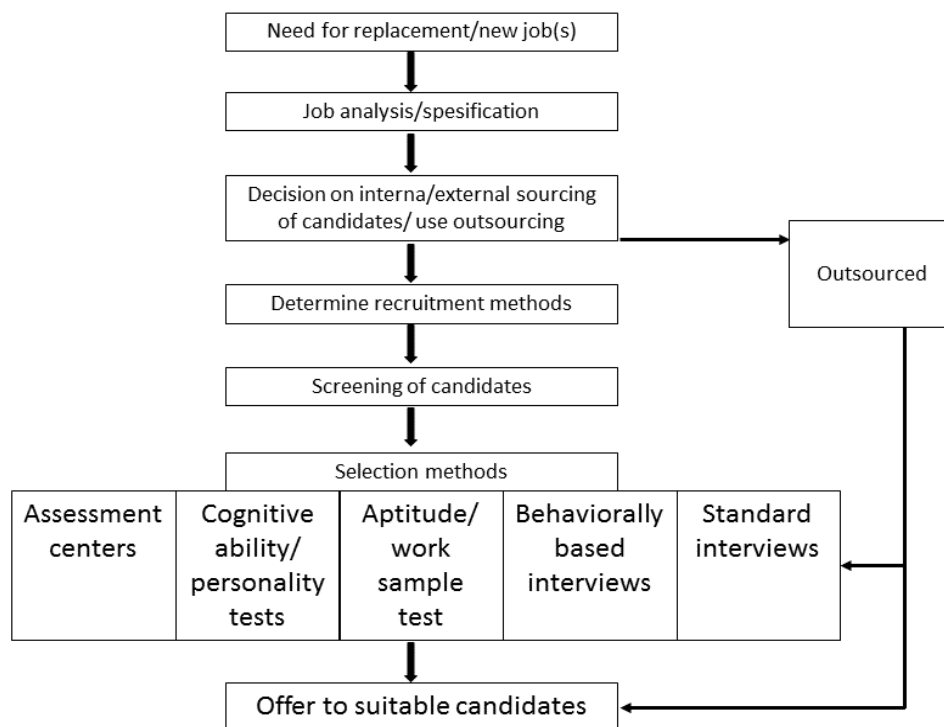 Need for replacement/new job(s)
Job analysis/spesification
Decision on interna/external sourcing
of candidates/ use outsourcing
Outsourced
Determine recruitment methods
Screening of candidates
Selection methods
Assessment
centers
Cognitive
ability/
personality
tests
Aptitude/
work
sample
test
Behaviorally
based
interviews
Standard
interviews
Offer to suitable candidates